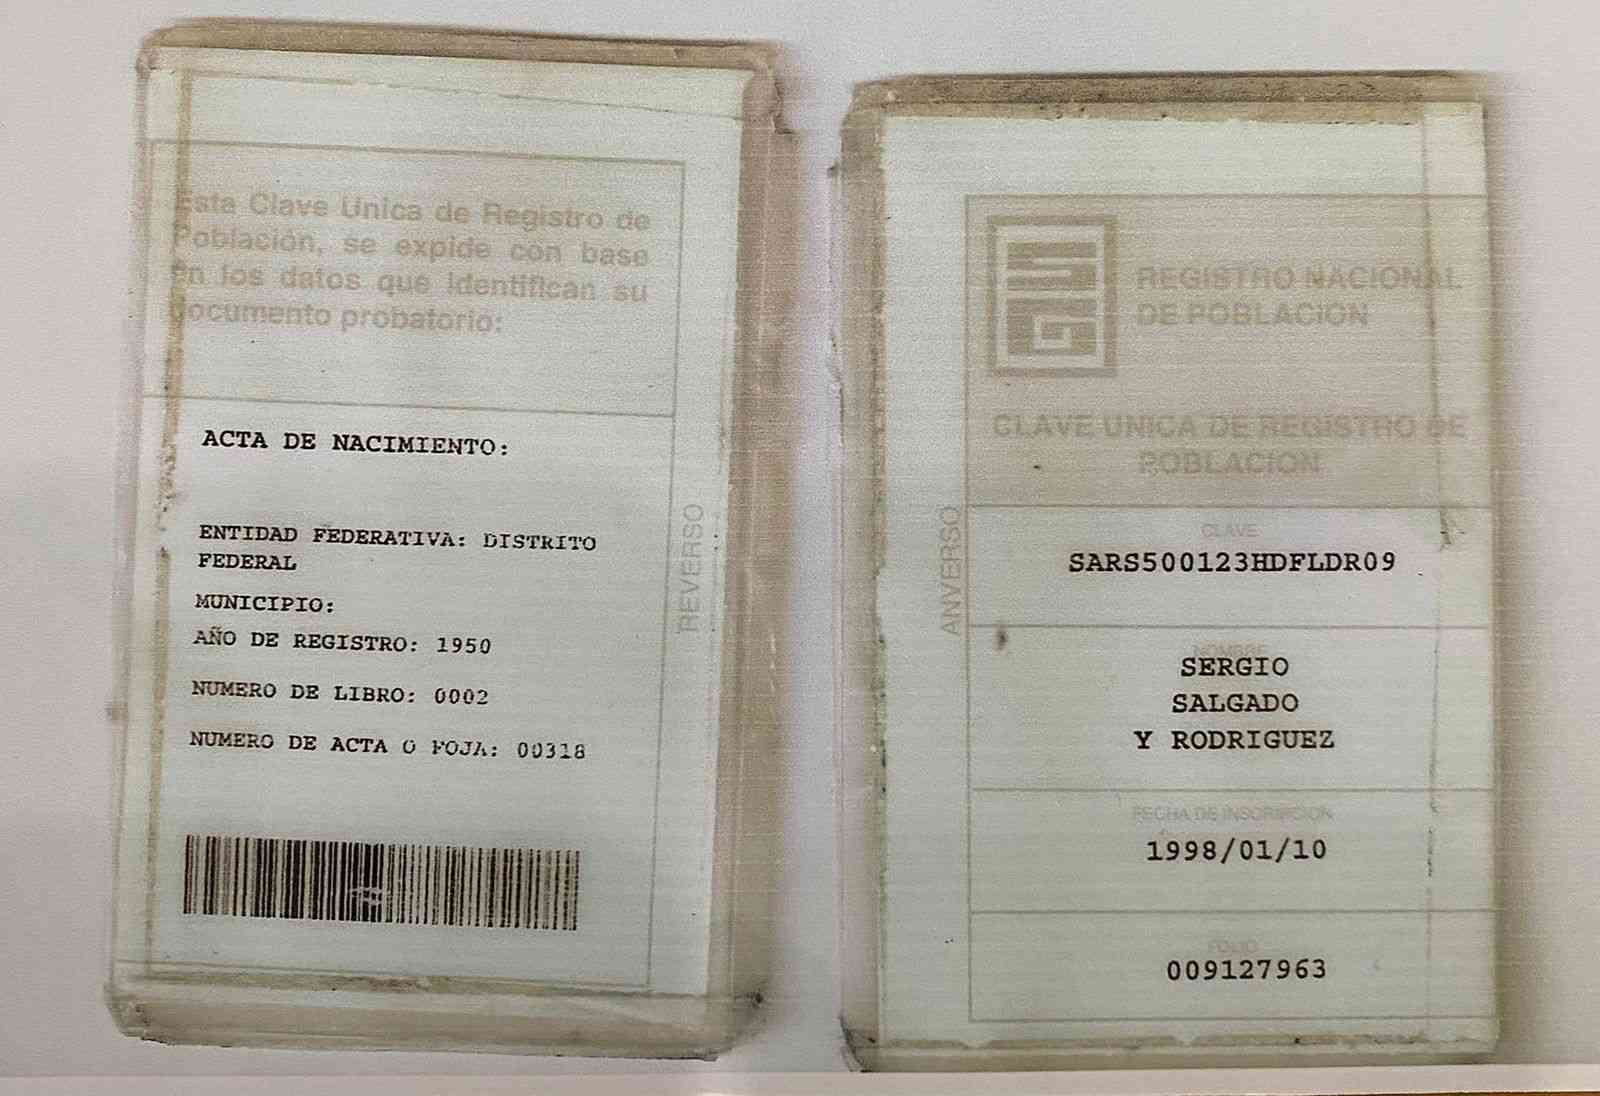 Esta Clave Unica de Registro de
Población, se expide con base
en los datos que identifican su
documento probatorio:
ACTA DE NACIMIENTO:
ENTIDAD FEDERATIVA: DISTRITO
FEDERAL
MUNICIPIO:
AÑO DE REGISTRO: 1950
NUMERO DE LIBRO: 0002
NUMERO DE ACTA O FOJA: 00318
REVERSO
ANVERSO
REGISTRO NACIONAL
DE POBLACION
CLAVE UNICA DE REGISTRO DE
POBLACION
CLAVE
SARS500123HDFLDR09
NOMBRE
SERGIO
SALGADO
Y RODRIGUEZ
FECHA DE INSCRIPCION
1998/01/10
FOLIO
009127963